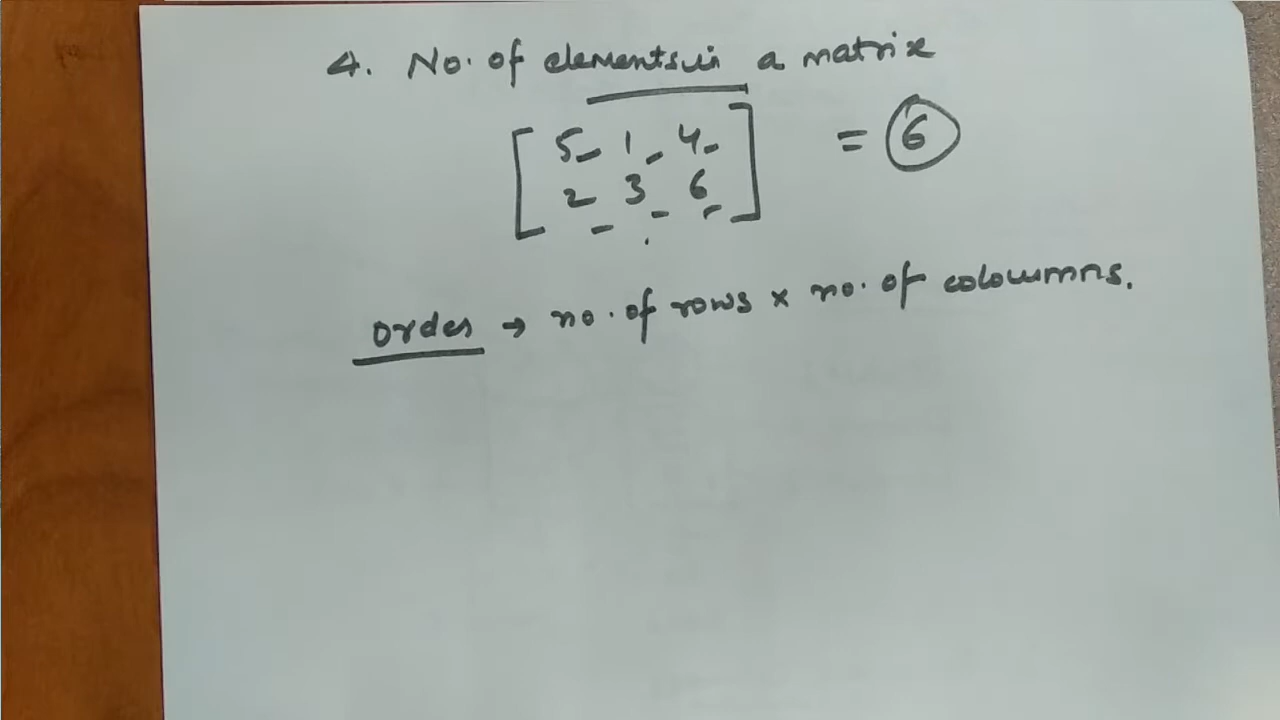 4. No. of elements in a matrix
5 1 4
2 3 6
= 6
order → no. of rows × no. of coloumns.